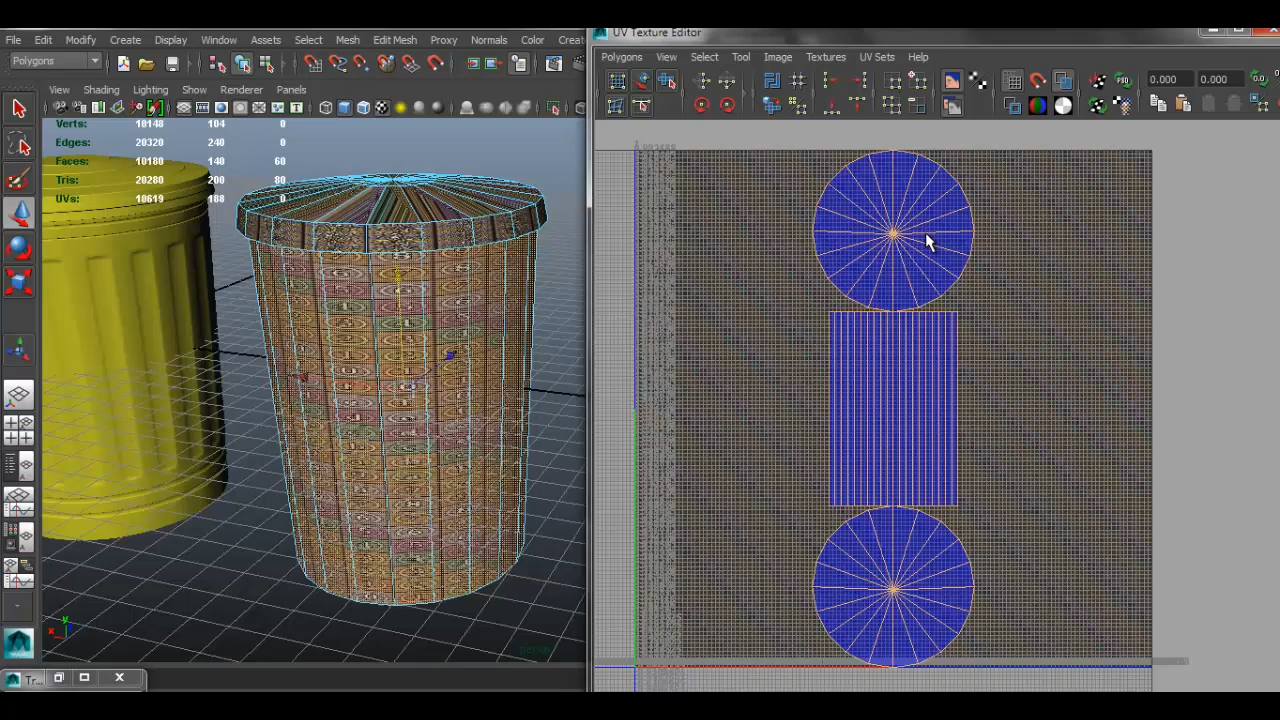 UV Texture Editor
File Edit Modify Create Display Window Assets Select Mesh Edit Mesh Proxy Normals Color Create
Polygons View Select Tool Image Textures UV Sets Help
Polygons
View Shading Lighting Show Renderer Panels
0.000 0.000
Verts: 10148 104 0
Edges: 20320 240 0
Faces: 10180 140 60
Tris: 20280 200 80
UVs: 10619 188 0
y
x
persp
Tr...